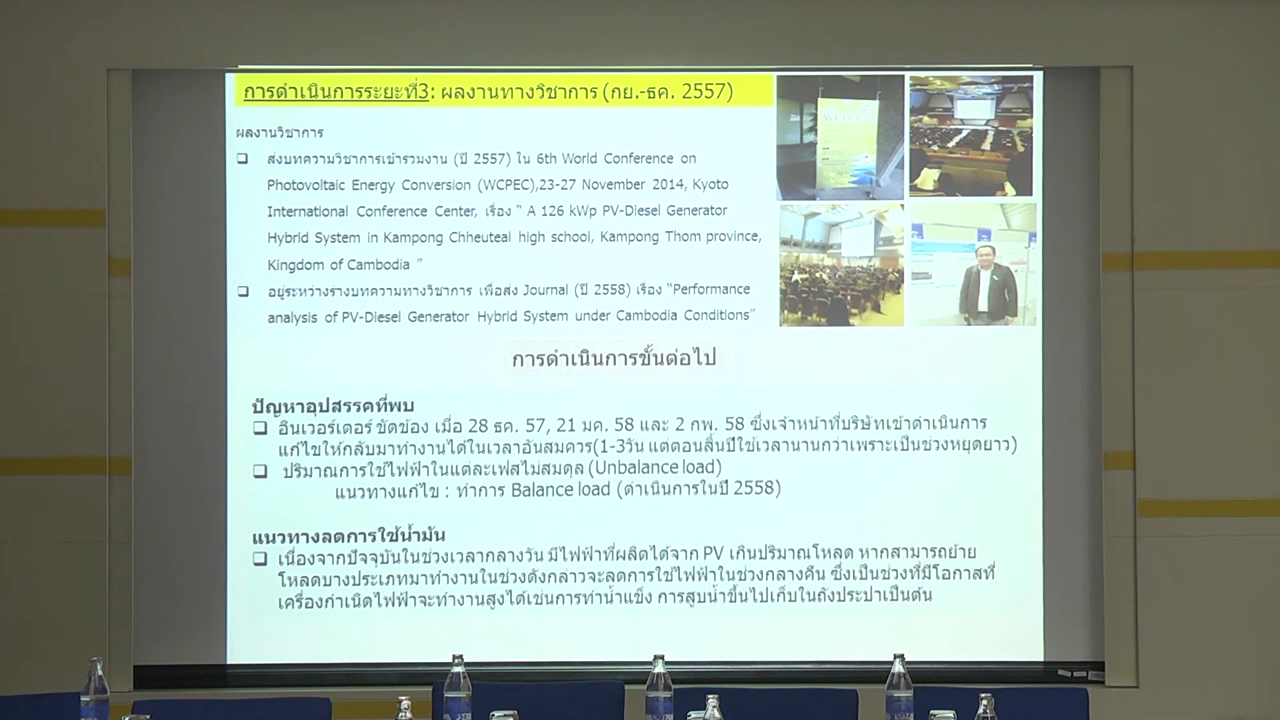 การดำเนินการระยะที่3: ผลงานทางวิชาการ (กย.-ธค. 2557)
ผลงานวิชาการ
ส่งบทความวิชาการเข้าร่วมงาน (ปี 2557) ใน 6th World Conference on
Photovoltaic Energy Conversion (WCPEC),23-27 November 2014, Kyoto
International Conference Center, เรื่อง " A 126 kWp PV-Diesel Generator
Hybrid System in Kampong Chheuteal high school, Kampong Thom province,
Kingdom of Cambodia "
อยู่ระหว่างร่างบทความทางวิชาการ เพื่อส่ง Journal (ปี 2558) เรื่อง "Performance
analysis of PV-Diesel Generator Hybrid System under Cambodia Conditions"
การดำเนินการขั้นต่อไป
ปัญหาอุปสรรคที่พบ
อินเวอร์เตอร์ ขัดข้อง เมื่อ 28 ธค. 57, 21 มค. 58 และ 2 กพ. 58 ซึ่งเจ้าหน้าที่บริษัทเข้าดำเนินการ
แก้ไขให้กลับมาทำงานได้ในเวลาอันสมควร(1-3วัน แต่ตอนสิ้นปีใช้เวลานานกว่าเพราะเป็นช่วงหยุดยาว)
ปริมาณการใช้ไฟฟ้าในแต่ละเฟสไม่สมดุล (Unbalance load)
แนวทางแก้ไข : ทำการ Balance load (ดำเนินการในปี 2558)
แนวทางลดการใช้น้ำมัน
เนื่องจากปัจจุบันในช่วงเวลากลางวัน มีไฟฟ้าที่ผลิตได้จาก PV เกินปริมาณโหลด หากสามารถย้าย
โหลดบางประเภทมาทำงานในช่วงดังกล่าวจะลดการใช้ไฟฟ้าในช่วงกลางคืน ซึ่งเป็นช่วงที่มีโอกาสที่
เครื่องกำเนิดไฟฟ้าจะทำงานสูงได้เช่นการทำน้ำแข็ง การสูบน้ำขึ้นไปเก็บในถังประปาเป็นต้น